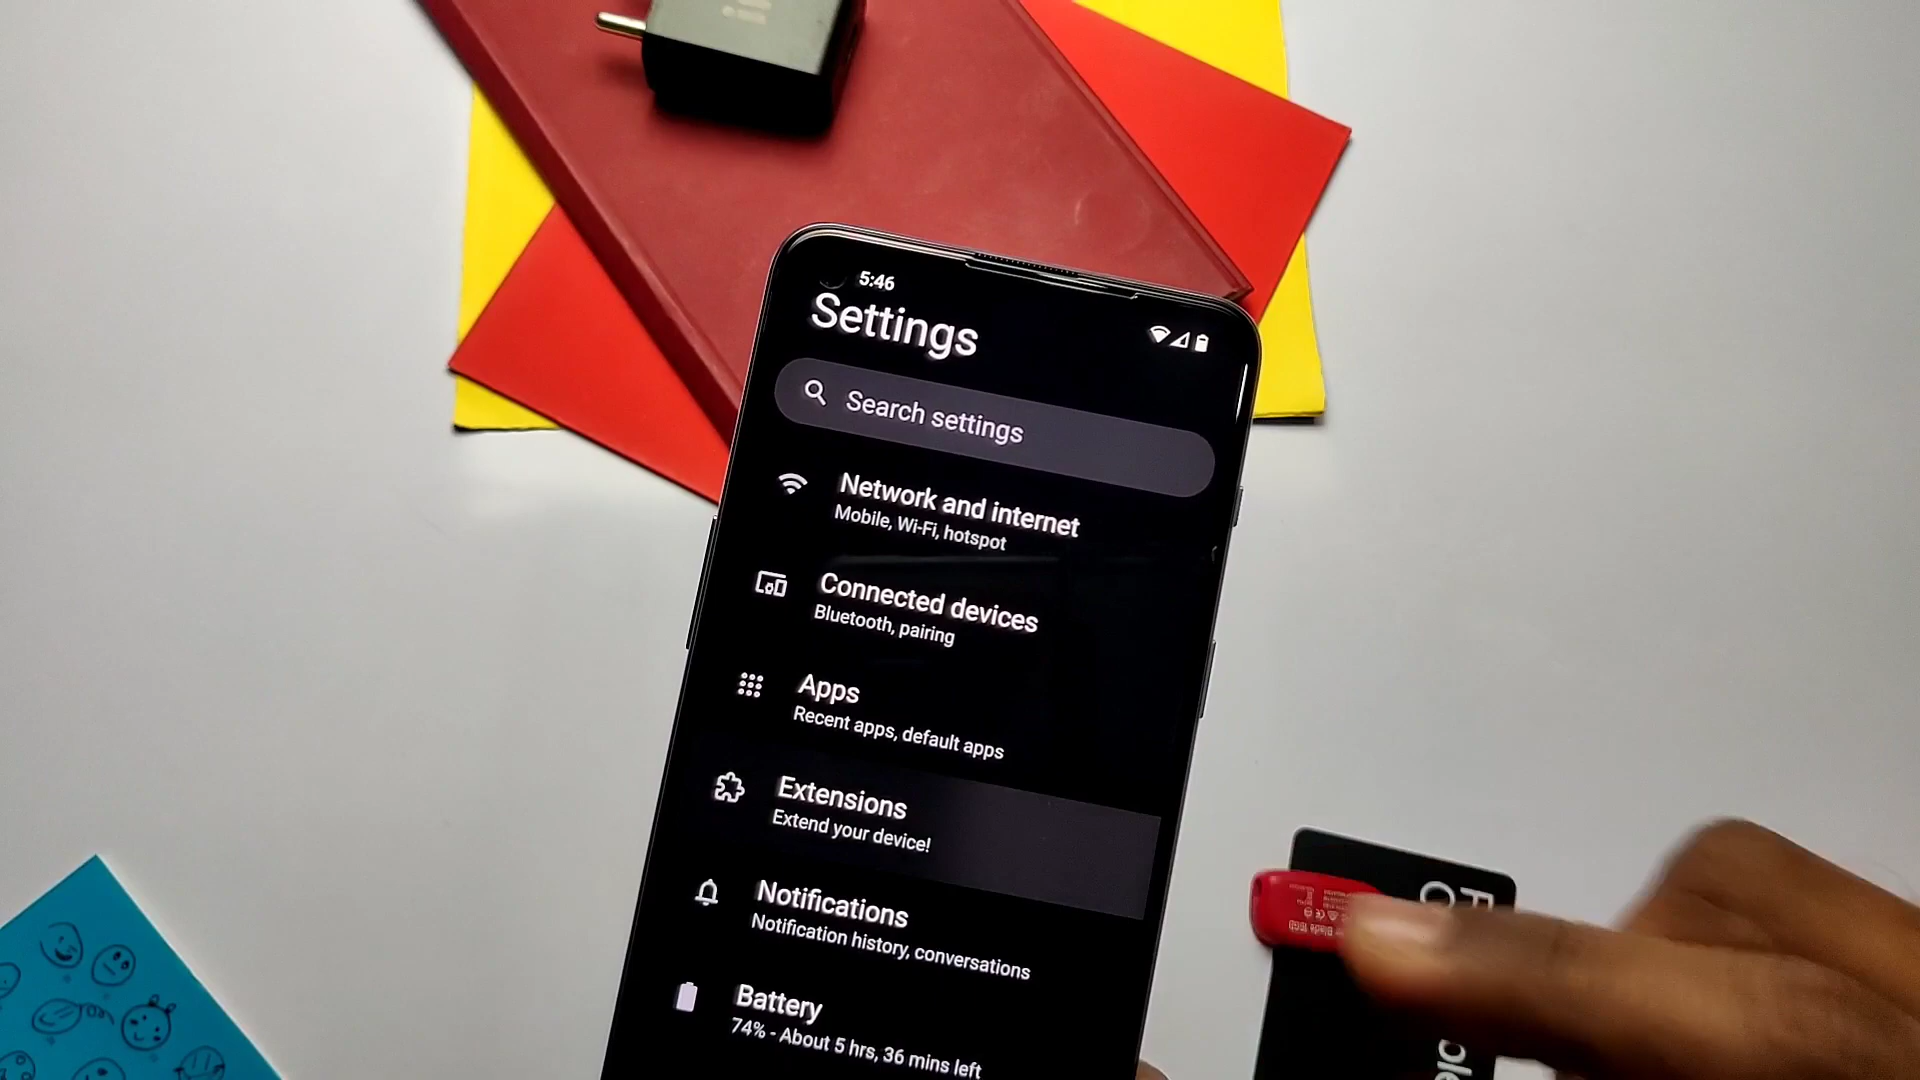 5:46
Settings
Search settings
Network and internet
Mobile, Wi-Fi, hotspot
Connected devices
Bluetooth, pairing
Apps
Recent apps, default apps
Extensions
Extend your device!
Notifications
Notification history, conversations
Battery
74% - About 5 hrs, 36 mins left